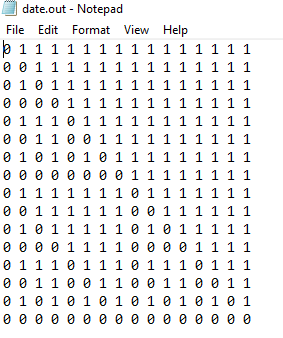 date.out - Notepad
File Edit Format View Help
0 1 1 1 1 1 1 1 1 1 1 1 1 1 1 1
0 0 1 1 1 1 1 1 1 1 1 1 1 1 1 1
0 1 0 1 1 1 1 1 1 1 1 1 1 1 1 1
0 0 0 0 1 1 1 1 1 1 1 1 1 1 1 1
0 1 1 1 0 1 1 1 1 1 1 1 1 1 1 1
0 0 1 1 0 0 1 1 1 1 1 1 1 1 1 1
0 1 0 1 0 1 0 1 1 1 1 1 1 1 1 1
0 0 0 0 0 0 0 0 1 1 1 1 1 1 1 1
0 1 1 1 1 1 1 1 0 1 1 1 1 1 1 1
0 0 1 1 1 1 1 1 0 0 1 1 1 1 1 1
0 1 0 1 1 1 1 1 0 1 0 1 1 1 1 1
0 0 0 0 1 1 1 1 0 0 0 0 1 1 1 1
0 1 1 1 0 1 1 1 0 1 1 1 0 1 1 1
0 0 1 1 0 0 1 1 0 0 1 1 0 0 1 1
0 1 0 1 0 1 0 1 0 1 0 1 0 1 0 1
0 0 0 0 0 0 0 0 0 0 0 0 0 0 0 0